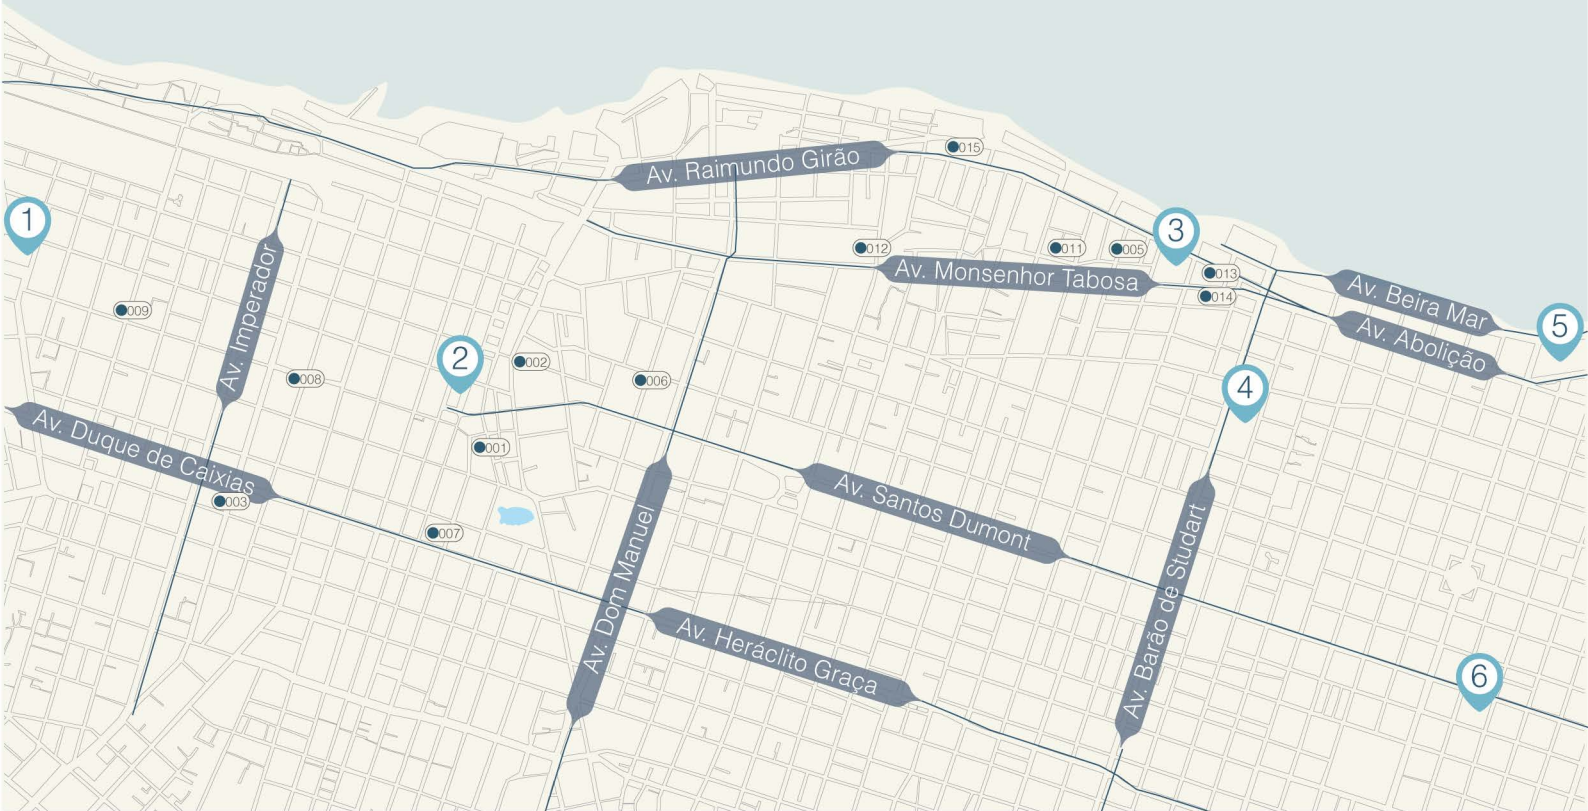 015
Av. Raimundo Girão
1
3
012
011
005
013
Av. Monsenhor Tabosa
014
Av. Beira Mar
009
Av. Imperador
5
Av. Abolição
2
002
008
006
4
Av. Duque de Caixias
001
003
Av. Santos Dumont
007
Av. Dom Manuel
Av. Barão de Studart
Av. Heráclito Graça
6